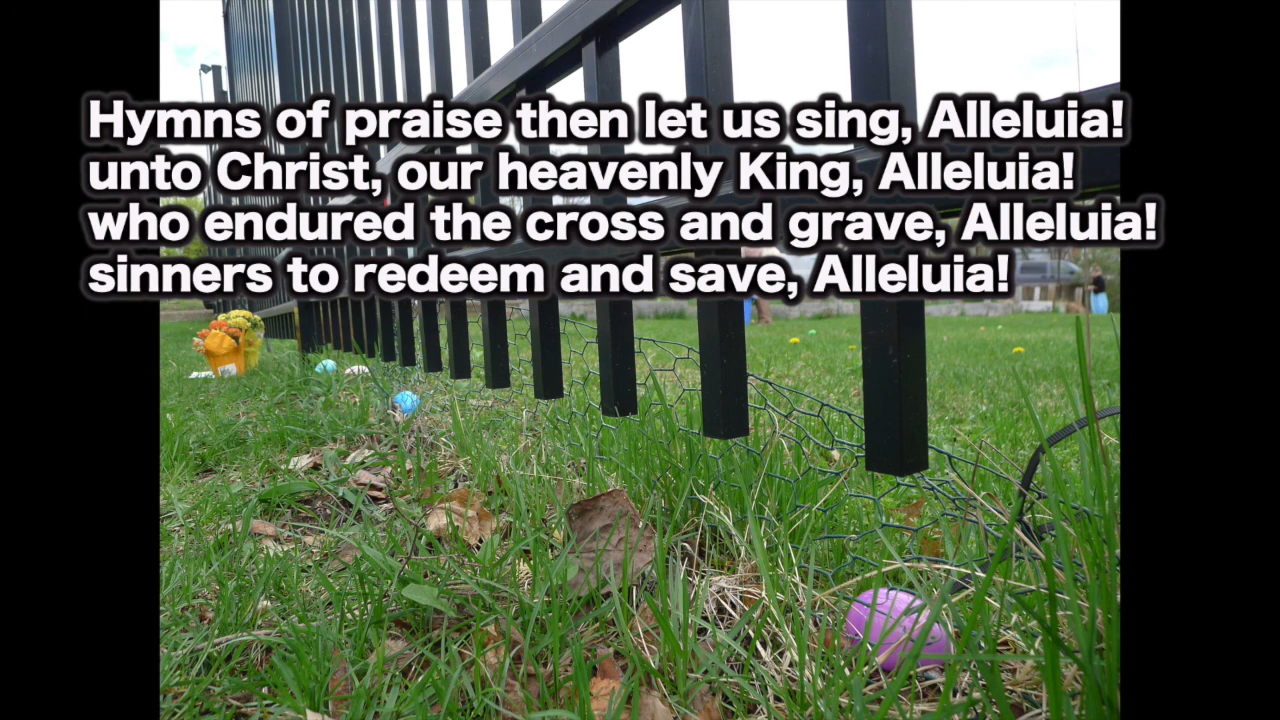 Hymns of praise then let us sing, Alleluia!
unto Christ, our heavenly King, Alleluia!
who endured the cross and grave, Alleluia!
sinners to redeem and save, Alleluia!